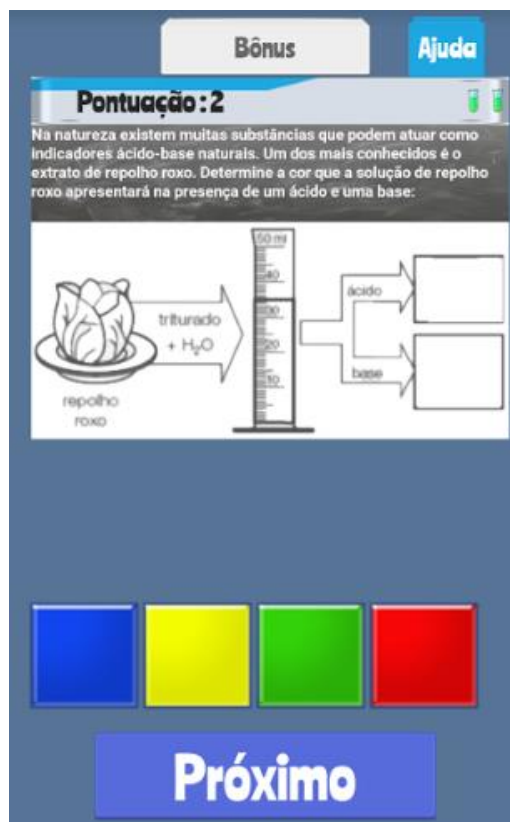 Bônus
Ajuda
Pontuação:2
Na natureza existem muitas substâncias que podem atuar como
indicadores ácido-base naturais. Um dos mais conhecidos é o
extrato de repolho roxo. Determine a cor que a solução de repolho
roxo apresentará na presença de um ácido e uma base:
50 ml
40
30
20
10
triturado
+ H₂O
repolho
roxo
ácido
base
Próximo